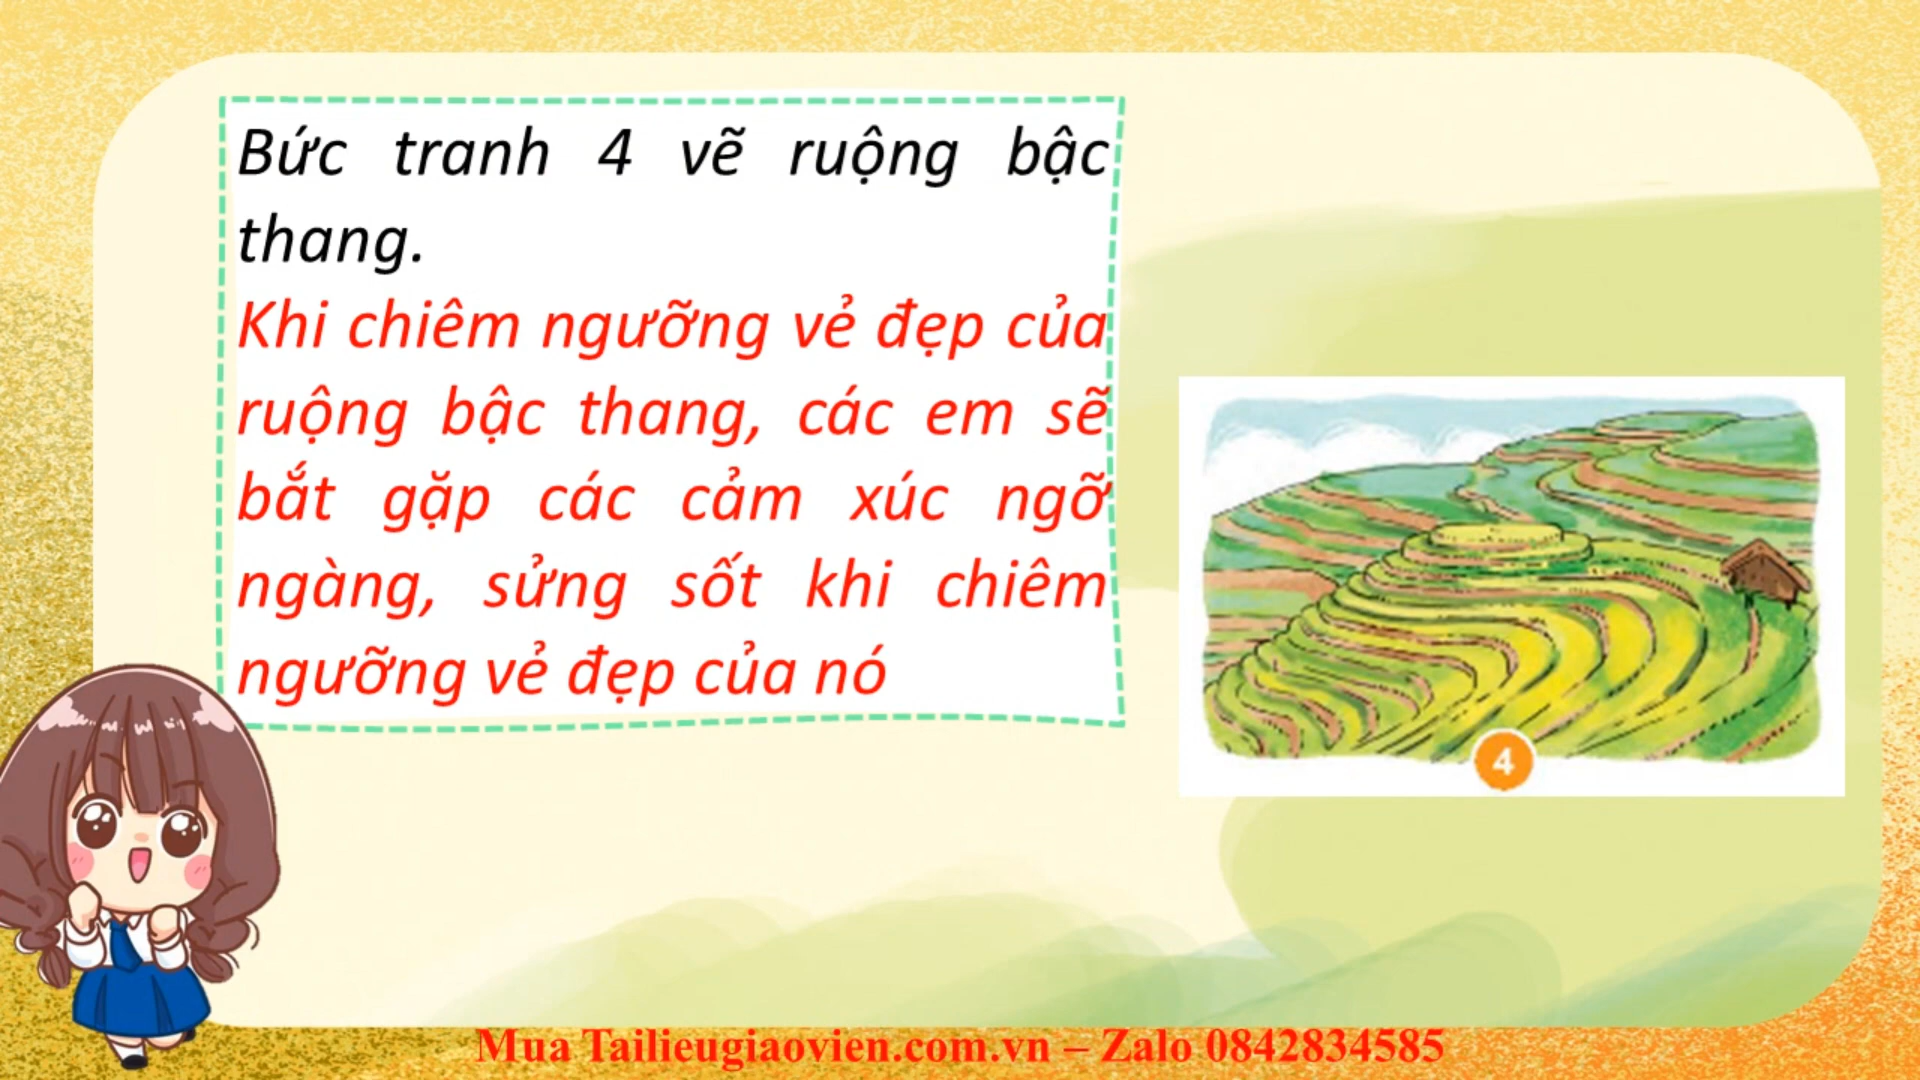 Bức tranh 4 vẽ ruộng bậc
thang.
Khi chiêm ngưỡng vẻ đẹp của
ruộng bậc thang, các em sẽ
bắt gặp các cảm xúc ngỡ
ngàng, sửng sốt khi chiêm
ngưỡng vẻ đẹp của nó
4
Mua Tailieugiaovien.com.vn – Zalo 0842834585